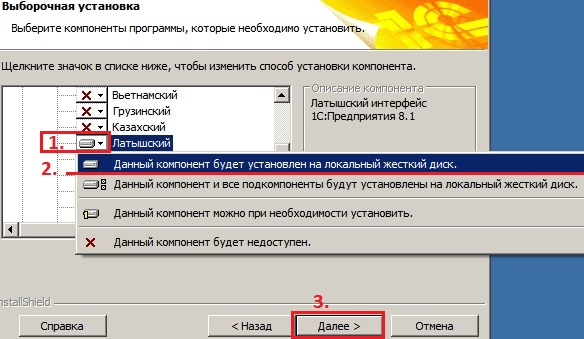 Выборочная установка
Выберите компоненты программы, которые необходимо установить.
Щелкните значок в списке ниже, чтобы изменить способ установки компонента.
Вьетнамский
Грузинский
Казахский
1. Латышский
Описание компонента
Латышский интерфейс
1С:Предприятия 8.1
2. Данный компонент будет установлен на локальный жесткий диск.
Данный компонент и все подкомпоненты будут установлены на локальный жесткий диск.
Данный компонент можно при необходимости установить.
Данный компонент будет недоступен.
nstallShield
3.
Справка
< Назад
Далее >
Отмена